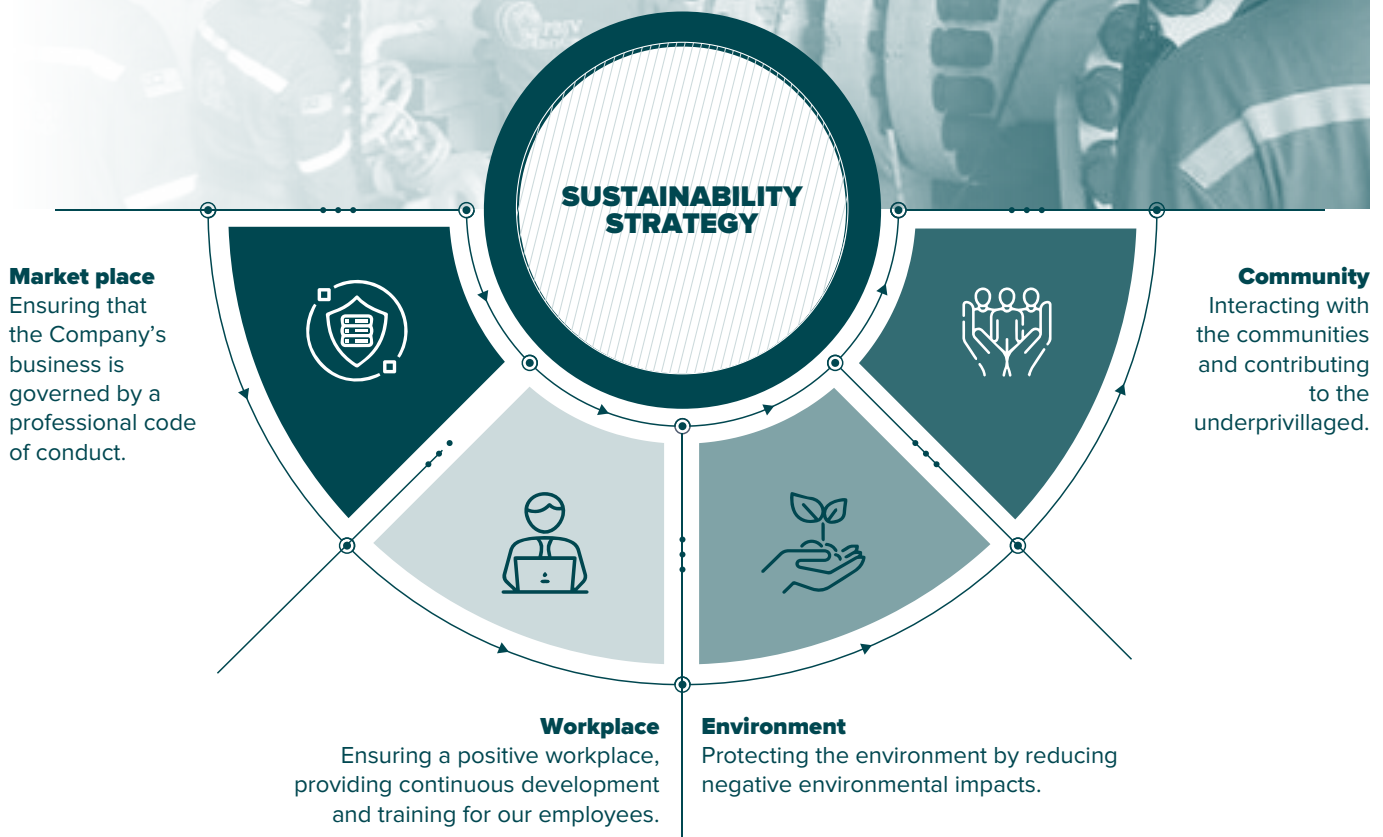 SUSTAINABILITY
STRATEGY
Market place
Ensuring that
the Company’s
business is
governed by a
professional code
of conduct.
Workplace
Ensuring a positive workplace,
providing continuous development
and training for our employees.
Environment
Protecting the environment by reducing
negative environmental impacts.
Community
Interacting with
the communities
and contributing
to the
underprivillaged.